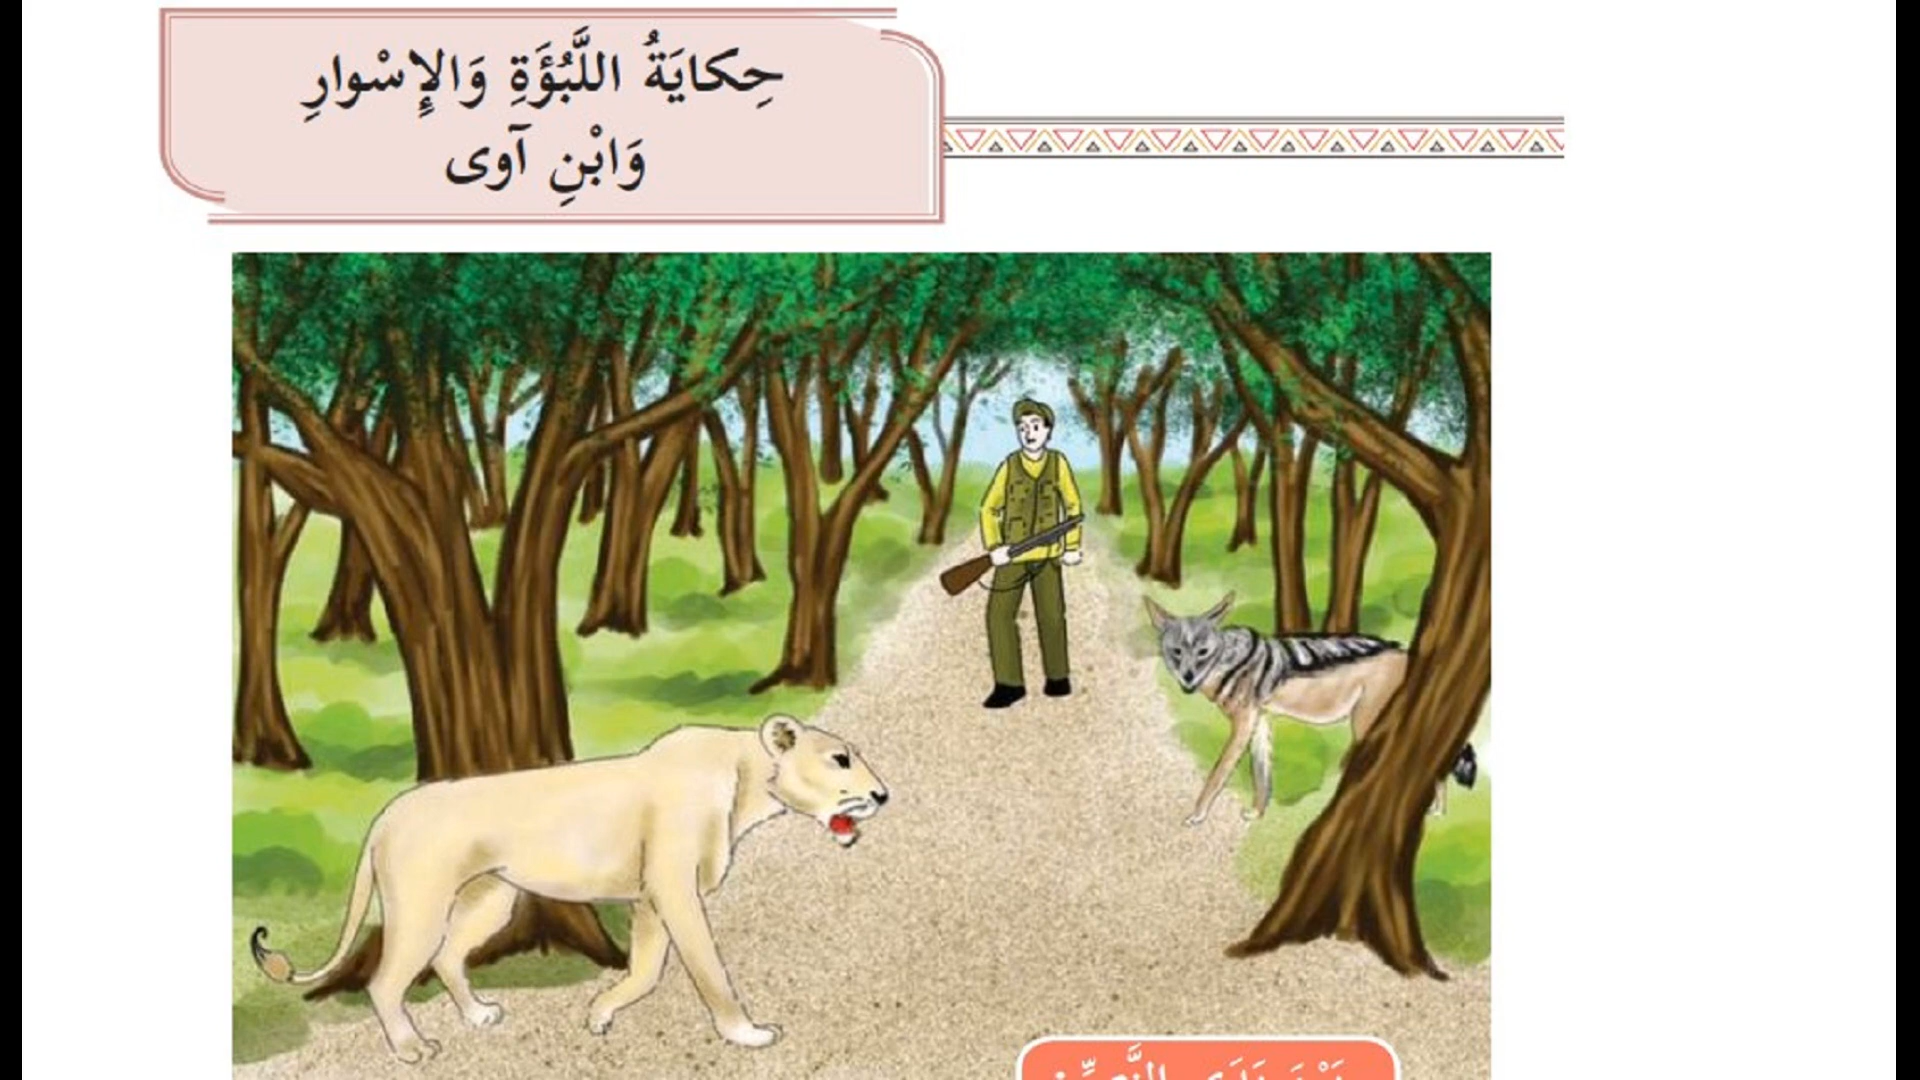 حِكايَةُ اللَّبُؤَةِ وَالإِسْوارِ
وَابْنِ آوى